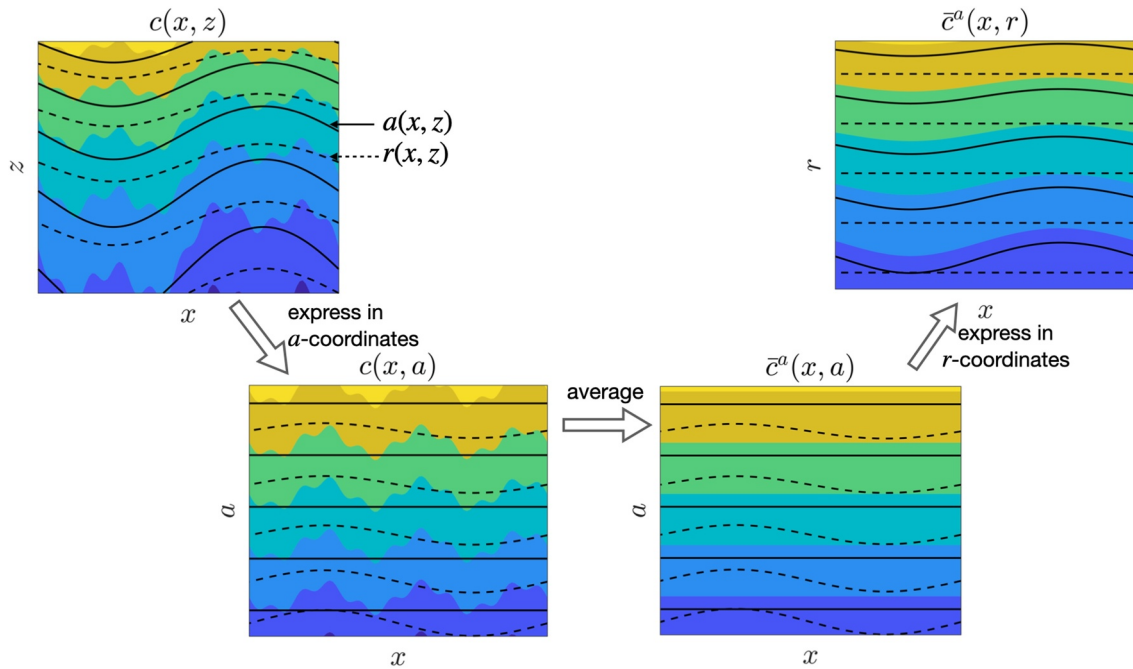 c(x, z)
c̄ᵃ(x, r)
a(x, z)
r(x, z)
z
r
x
x
express in
a-coordinates
express in
r-coordinates
c(x, a)
c̄ᵃ(x, a)
average
a
a
x
x